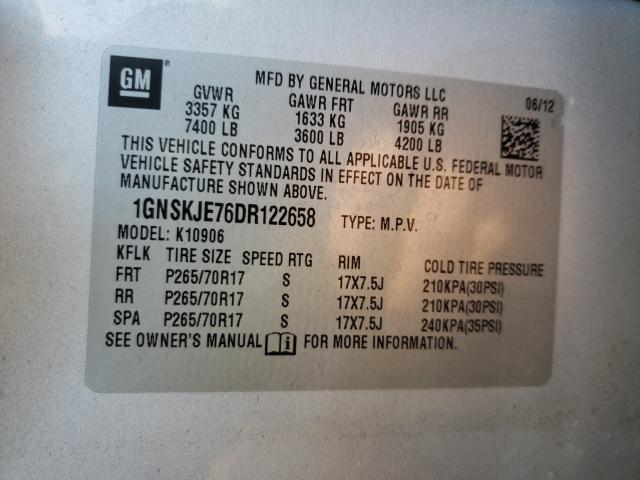 GM ®
MFD BY GENERAL MOTORS LLC
06/12
GVWR GAWR FRT GAWR RR
3357 KG 1633 KG 1905 KG
7400 LB 3600 LB 4200 LB
THIS VEHICLE CONFORMS TO ALL APPLICABLE U.S. FEDERAL MOTOR
VEHICLE SAFETY STANDARDS IN EFFECT ON THE DATE OF
MANUFACTURE SHOWN ABOVE.
1GNSKJE76DR122658 TYPE: M.P.V.
MODEL: K10906
KFLK TIRE SIZE SPEED RTG RIM COLD TIRE PRESSURE
FRT P265/70R17 S 17X7.5J 210KPA(30PSI)
RR P265/70R17 S 17X7.5J 210KPA(30PSI)
SPA P265/70R17 S 17X7.5J 240KPA(35PSI)
SEE OWNER'S MANUAL i FOR MORE INFORMATION.